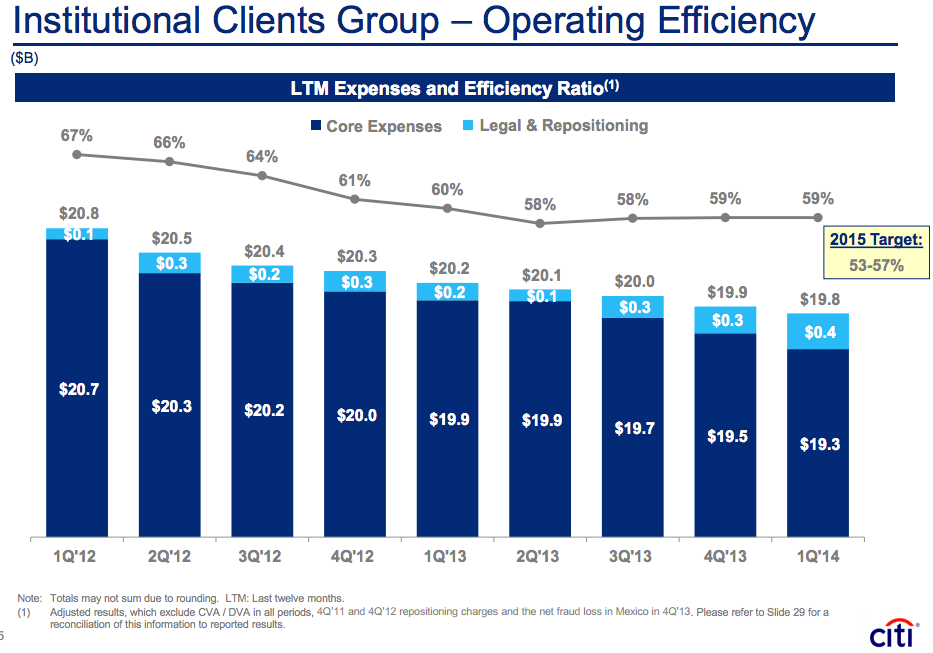 Institutional Clients Group – Operating Efficiency
($B)
LTM Expenses and Efficiency Ratio(1)
Core Expenses Legal & Repositioning
67% 66% 64% 61% 60% 58% 58% 59% 59%
2015 Target:
53-57%
$20.8 $20.5 $20.4 $20.3 $20.2 $20.1 $20.0 $19.9 $19.8
$0.1 $0.3 $0.2 $0.3 $0.2 $0.1 $0.3 $0.3 $0.4
$20.7 $20.3 $20.2 $20.0 $19.9 $19.9 $19.7 $19.5 $19.3
1Q'12 2Q'12 3Q'12 4Q'12 1Q'13 2Q'13 3Q'13 4Q'13 1Q'14
Note: Totals may not sum due to rounding. LTM: Last twelve months.
(1) Adjusted results, which exclude CVA / DVA in all periods, 4Q'11 and 4Q'12 repositioning charges and the net fraud loss in Mexico in 4Q'13. Please refer to Slide 29 for a
reconciliation of this information to reported results.
5
citi®